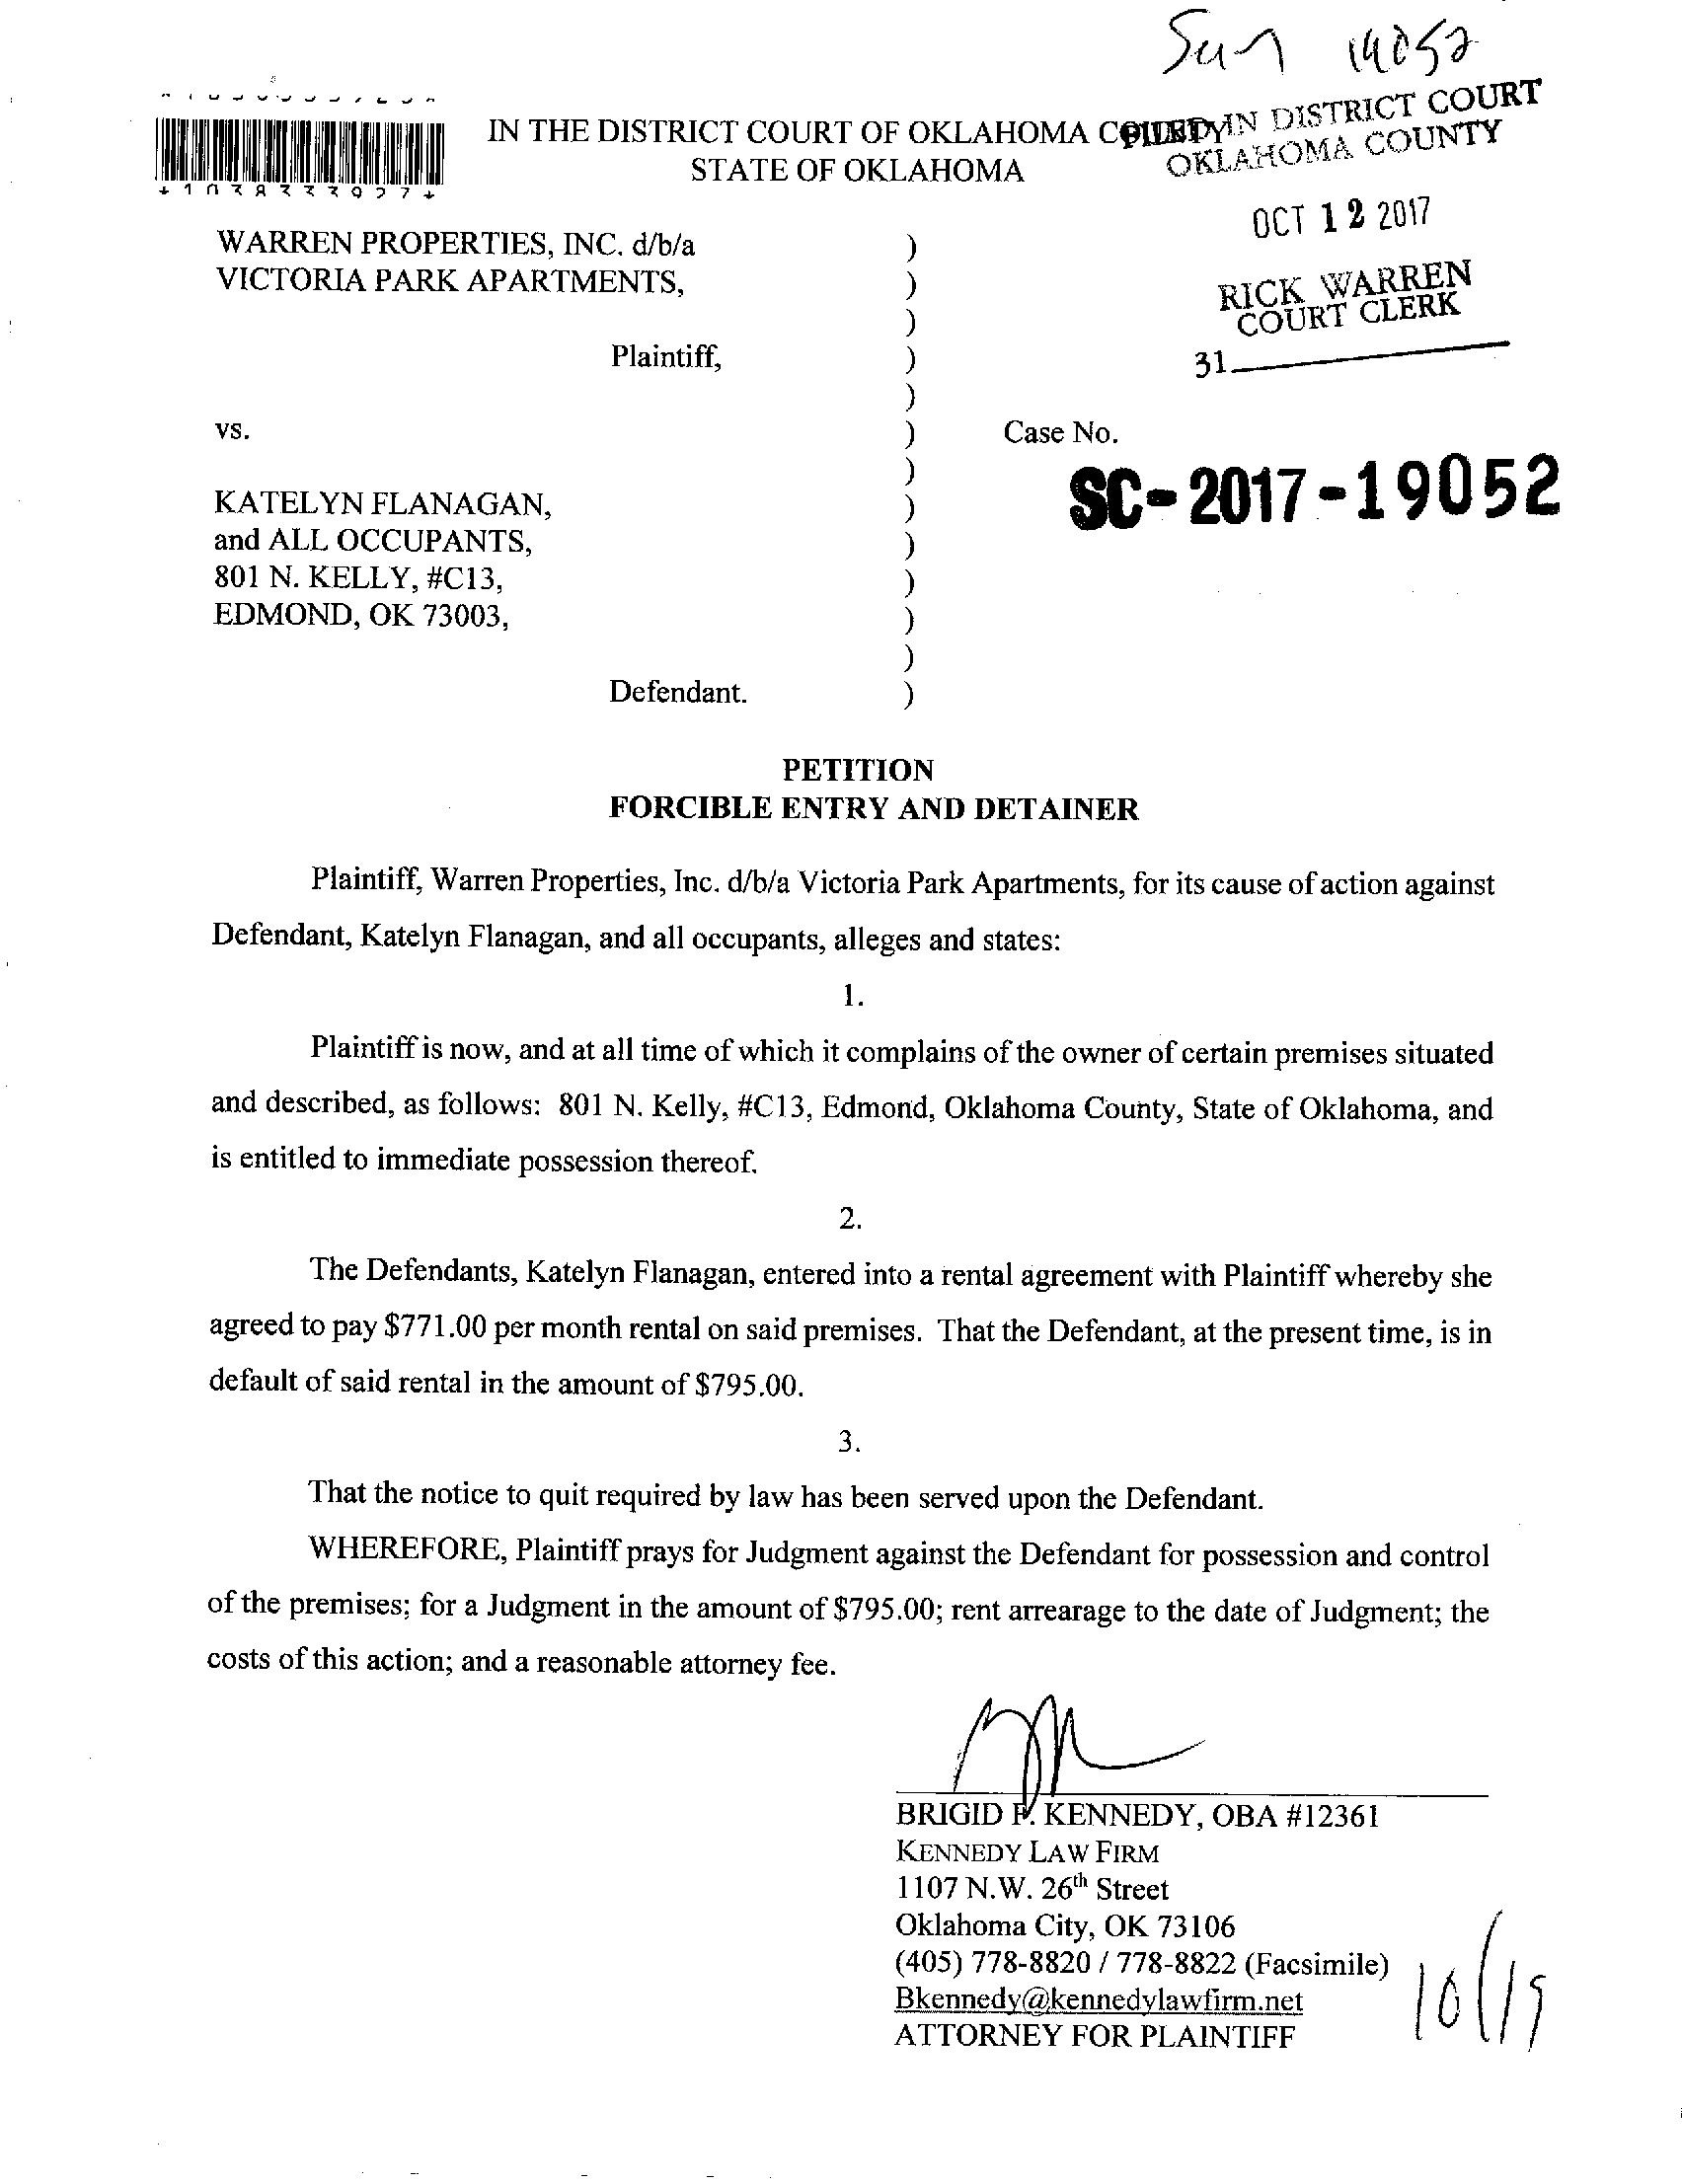 19052
IN THE DISTRICT COURT OF OKLAHOMA COUNTY
STATE OF OKLAHOMA
FILED IN DISTRICT COURT
OKLAHOMA COUNTY
OCT 12 2017
RICK WARREN
COURT CLERK
31
WARREN PROPERTIES, INC. d/b/a )
VICTORIA PARK APARTMENTS, )
)
Plaintiff, )
)
vs. ) Case No.
)
SC-2017-19052
KATELYN FLANAGAN, )
and ALL OCCUPANTS, )
801 N. KELLY, #C13, )
EDMOND, OK 73003, )
)
Defendant. )
PETITION
FORCIBLE ENTRY AND DETAINER
Plaintiff, Warren Properties, Inc. d/b/a Victoria Park Apartments, for its cause of action against
Defendant, Katelyn Flanagan, and all occupants, alleges and states:
1.
Plaintiff is now, and at all time of which it complains of the owner of certain premises situated
and described, as follows: 801 N. Kelly, #C13, Edmond, Oklahoma County, State of Oklahoma, and
is entitled to immediate possession thereof.
2.
The Defendants, Katelyn Flanagan, entered into a rental agreement with Plaintiff whereby she
agreed to pay $771.00 per month rental on said premises. That the Defendant, at the present time, is in
default of said rental in the amount of $795.00.
3.
That the notice to quit required by law has been served upon the Defendant.
WHEREFORE, Plaintiff prays for Judgment against the Defendant for possession and control
of the premises; for a Judgment in the amount of $795.00; rent arrearage to the date of Judgment; the
costs of this action; and a reasonable attorney fee.
BRIGID F. KENNEDY, OBA #12361
KENNEDY LAW FIRM
1107 N.W. 26th Street
Oklahoma City, OK 73106
(405) 778-8820 / 778-8822 (Facsimile)
Bkennedy@kennedylawfirm.net
ATTORNEY FOR PLAINTIFF
10/19